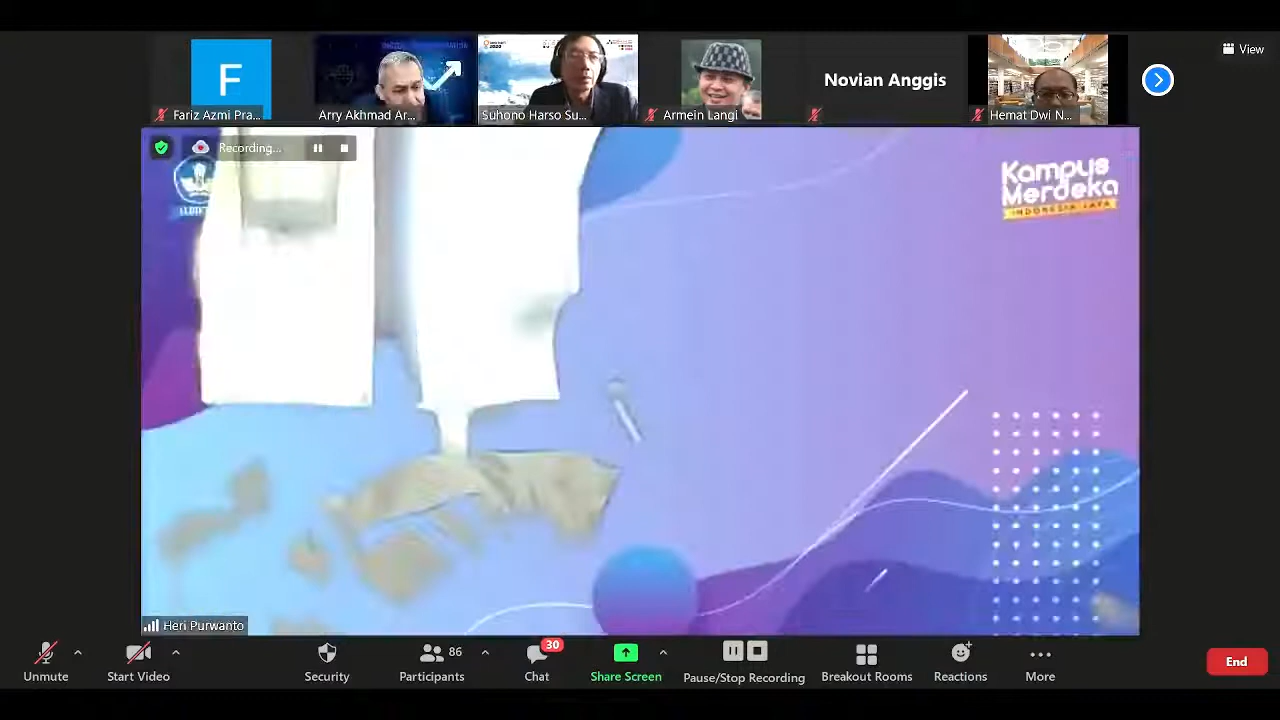 View
F
Fariz Azmi Pra...
Arry Akhmad Ar...
Suhono Harso Su...
Armein Langi
Novian Anggis
Hemat Dwi N...
Recording...
Kampus
Merdeka
INDONESIA JAYA
Heri Purwanto
Unmute
Start Video
Security
86
Participants
30
Chat
Share Screen
Pause/Stop Recording
Breakout Rooms
Reactions
More
End